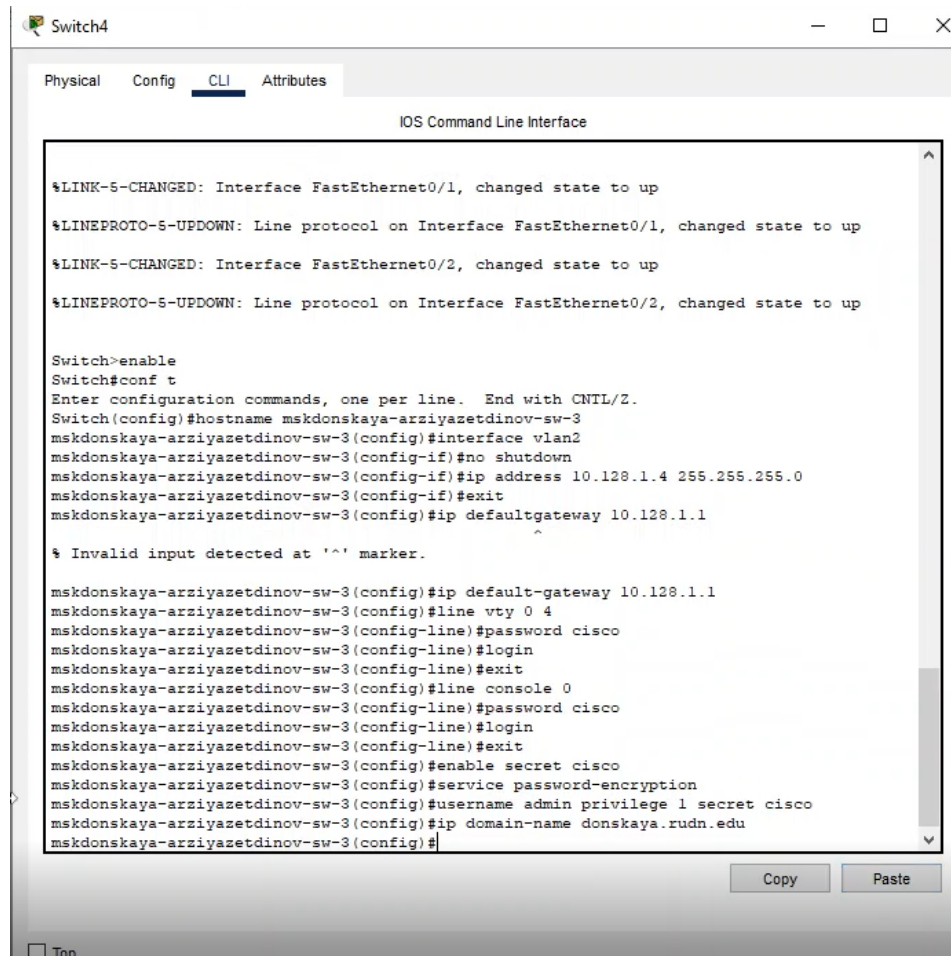 Switch4
Physical Config CLI Attributes
IOS Command Line Interface
%LINK-5-CHANGED: Interface FastEthernet0/1, changed state to up
%LINEPROTO-5-UPDOWN: Line protocol on Interface FastEthernet0/1, changed state to up
%LINK-5-CHANGED: Interface FastEthernet0/2, changed state to up
%LINEPROTO-5-UPDOWN: Line protocol on Interface FastEthernet0/2, changed state to up
Switch>enable
Switch#conf t
Enter configuration commands, one per line. End with CNTL/Z.
Switch(config)#hostname mskdonskaya-arziyazetdinov-sw-3
mskdonskaya-arziyazetdinov-sw-3(config)#interface vlan2
mskdonskaya-arziyazetdinov-sw-3(config-if)#no shutdown
mskdonskaya-arziyazetdinov-sw-3(config-if)#ip address 10.128.1.4 255.255.255.0
mskdonskaya-arziyazetdinov-sw-3(config-if)#exit
mskdonskaya-arziyazetdinov-sw-3(config)#ip defaultgateway 10.128.1.1
^
% Invalid input detected at '^' marker.
mskdonskaya-arziyazetdinov-sw-3(config)#ip default-gateway 10.128.1.1
mskdonskaya-arziyazetdinov-sw-3(config)#line vty 0 4
mskdonskaya-arziyazetdinov-sw-3(config-line)#password cisco
mskdonskaya-arziyazetdinov-sw-3(config-line)#login
mskdonskaya-arziyazetdinov-sw-3(config-line)#exit
mskdonskaya-arziyazetdinov-sw-3(config)#line console 0
mskdonskaya-arziyazetdinov-sw-3(config-line)#password cisco
mskdonskaya-arziyazetdinov-sw-3(config-line)#login
mskdonskaya-arziyazetdinov-sw-3(config-line)#exit
mskdonskaya-arziyazetdinov-sw-3(config)#enable secret cisco
mskdonskaya-arziyazetdinov-sw-3(config)#service password-encryption
mskdonskaya-arziyazetdinov-sw-3(config)#username admin privilege 1 secret cisco
mskdonskaya-arziyazetdinov-sw-3(config)#ip domain-name donskaya.rudn.edu
mskdonskaya-arziyazetdinov-sw-3(config)#
Copy Paste
Top